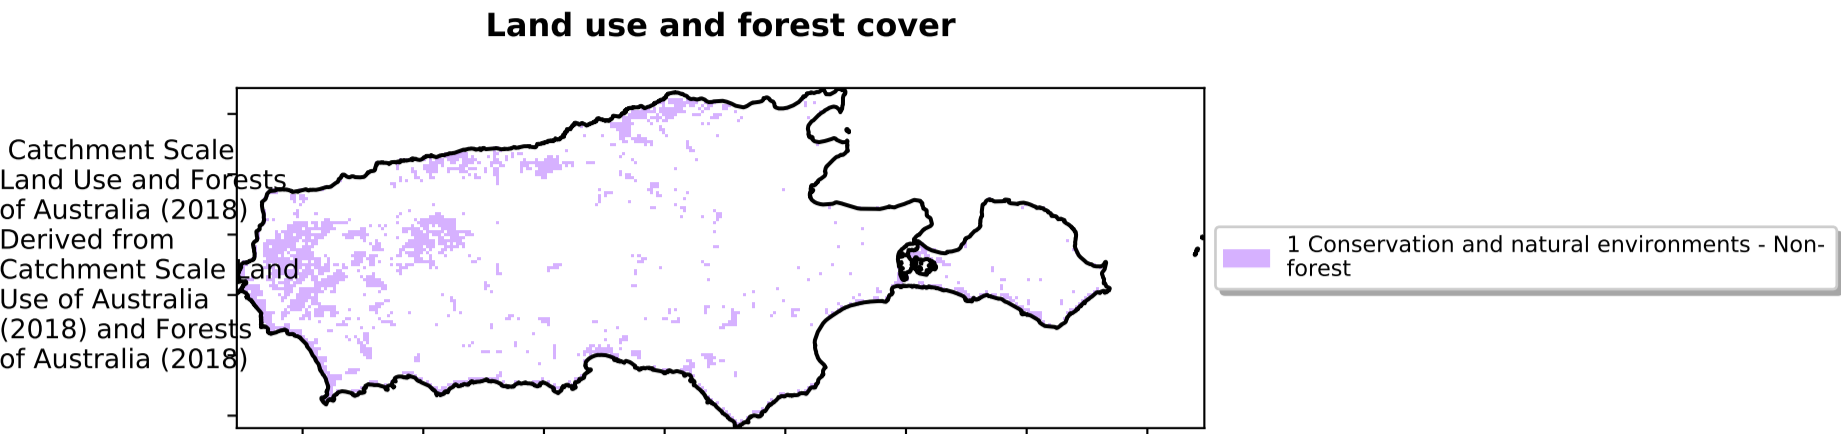 Land use and forest cover
Catchment Scale
Land Use and Forests
of Australia (2018)
Derived from
Catchment Scale Land
Use of Australia
(2018) and Forests
of Australia (2018)
1 Conservation and natural environments - Non-
forest